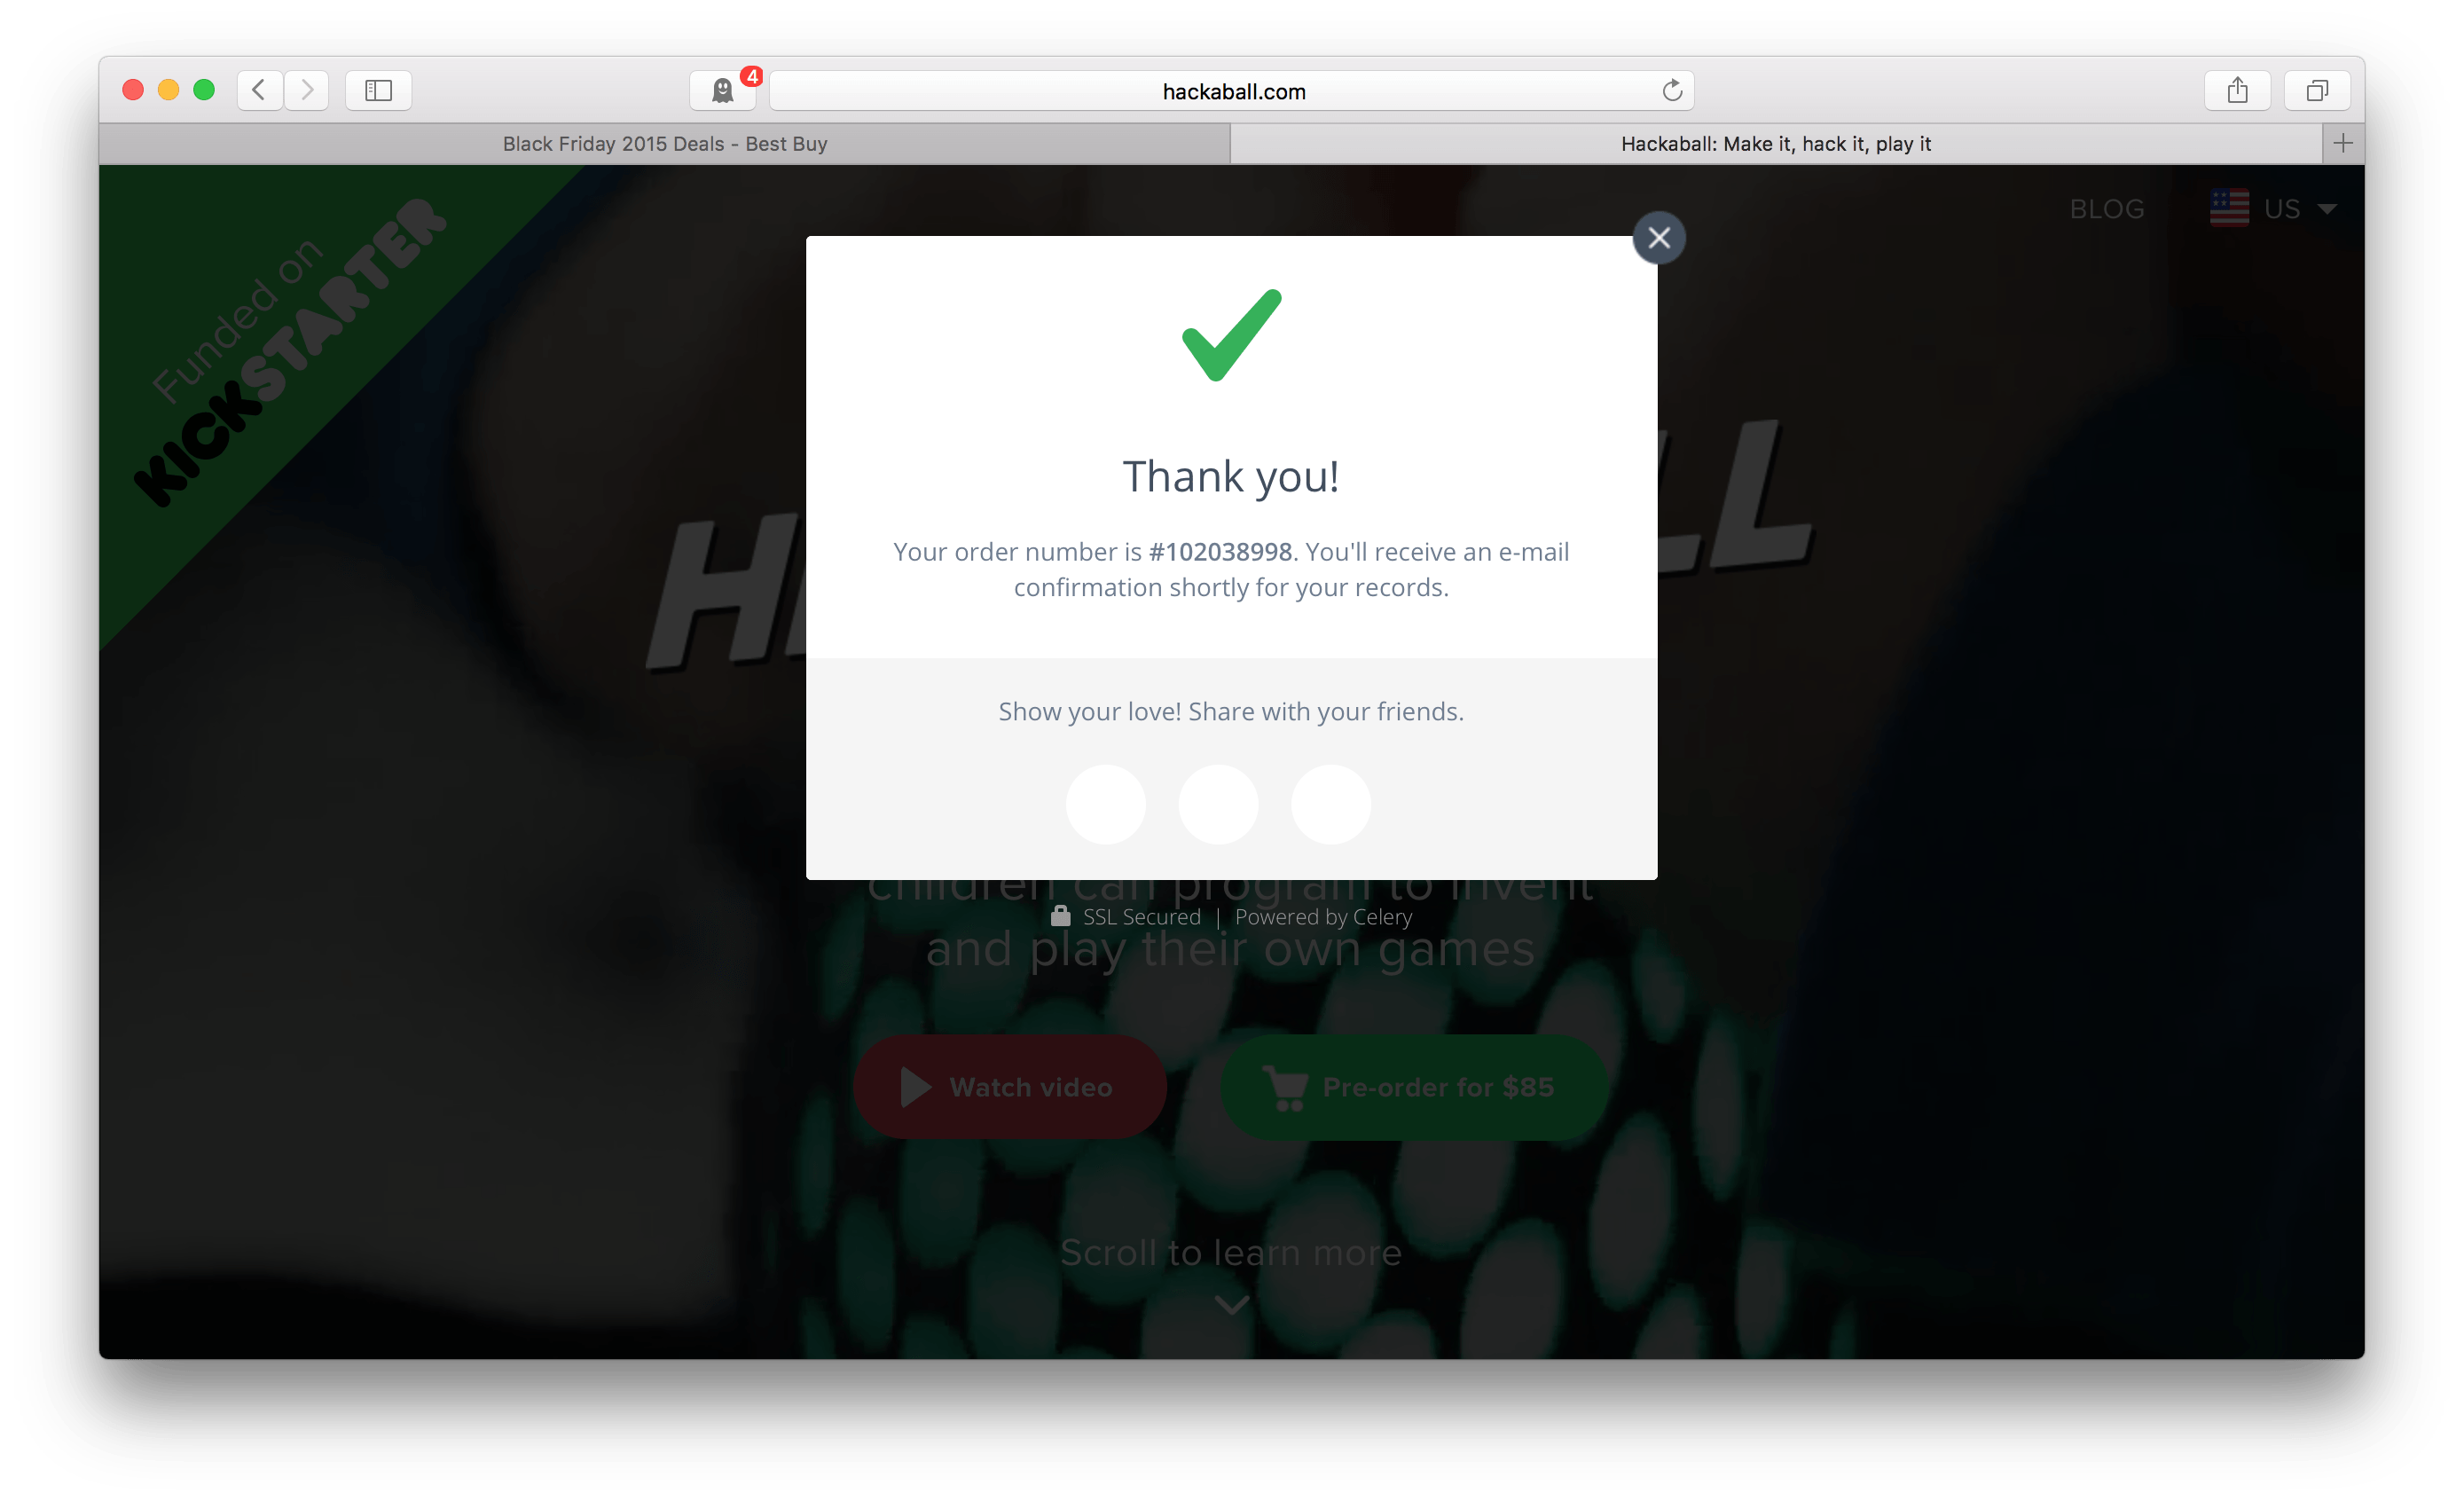 4
hackaball.com
Black Friday 2015 Deals - Best Buy
Hackaball: Make it, hack it, play it
Funded on
KICKSTARTER
BLOG
US
Thank you!
Your order number is #102038998. You'll receive an e-mail
confirmation shortly for your records.
Show your love! Share with your friends.
children can program to invent
SSL Secured | Powered by Celery
and play their own games
Watch video
Pre-order for $85
Scroll to learn more